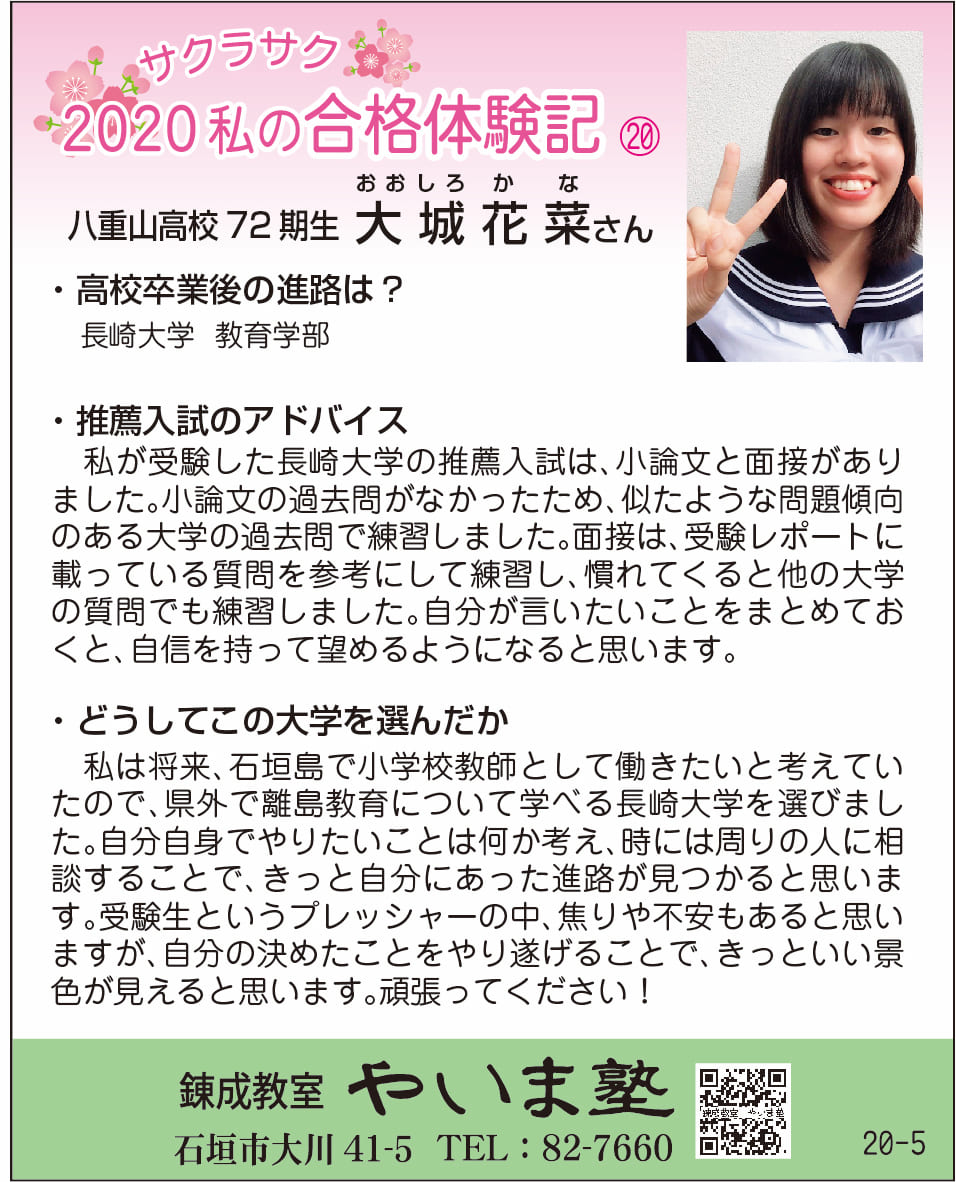 サクラサク
2020 私の合格体験記 ⑳
おおしろ か な
八重山高校 72 期生 大城花菜さん
・高校卒業後の進路は？
長崎大学 教育学部
・推薦入試のアドバイス
私が受験した長崎大学の推薦入試は、小論文と面接があり
ました。小論文の過去問がなかったため、似たような問題傾向
のある大学の過去問で練習しました。面接は、受験レポートに
載っている質問を参考にして練習し、慣れてくると他の大学
の質問でも練習しました。自分が言いたいことをまとめてお
くと、自信を持って望めるようになると思います。
・どうしてこの大学を選んだか
私は将来、石垣島で小学校教師として働きたいと考えてい
たので、県外で離島教育について学べる長崎大学を選びまし
た。自分自身でやりたいことは何か考え、時には周りの人に相
談することで、きっと自分にあった進路が見つかると思いま
す。受験生というプレッシャーの中、焦りや不安もあると思い
ますが、自分の決めたことをやり遂げることで、きっといい景
色が見えると思います。頑張ってください！
錬成教室 やいま塾
錬成教室 やいま塾
石垣市大川 41-5 TEL：82-7660
20-5